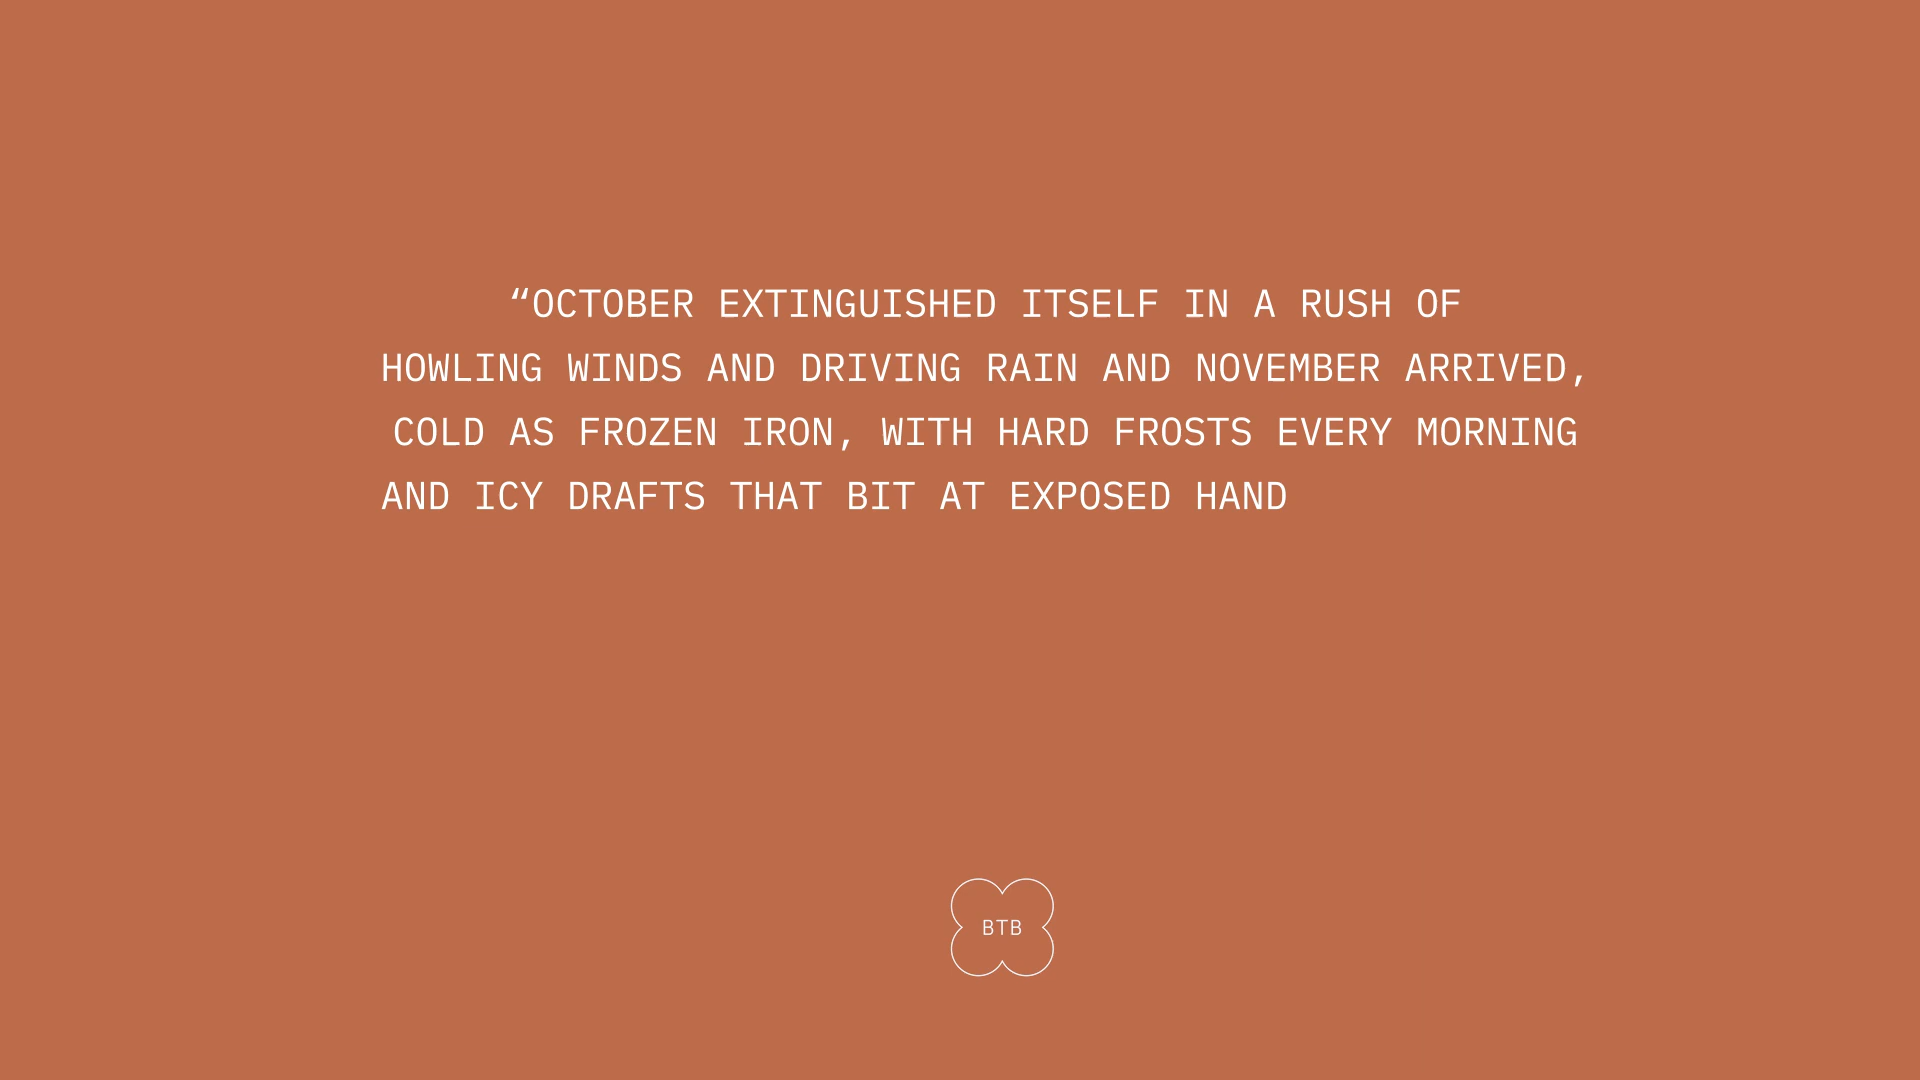 “OCTOBER EXTINGUISHED ITSELF IN A RUSH OF
HOWLING WINDS AND DRIVING RAIN AND NOVEMBER ARRIVED,
COLD AS FROZEN IRON, WITH HARD FROSTS EVERY MORNING
AND ICY DRAFTS THAT BIT AT EXPOSED HAND
BTB